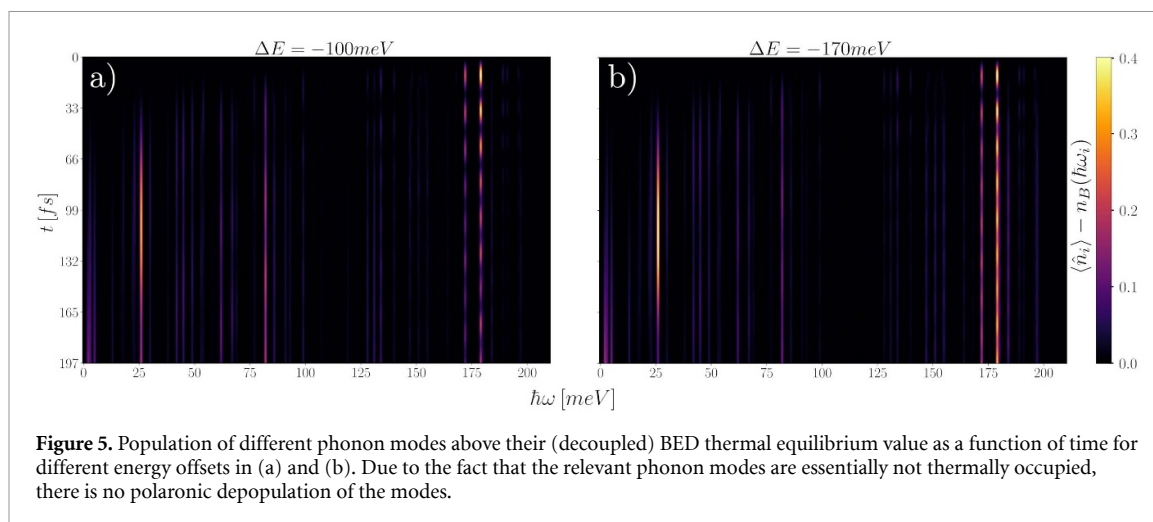 ΔE = −100meV
ΔE = −170meV
a)
b)
0
33
66
99
132
165
197
t [fs]
0 25 50 75 100 125 150 175 200
0 25 50 75 100 125 150 175 200
ħω [meV]
0.4
0.3
0.2
0.1
0.0
⟨n̂ᵢ⟩ − n_B(ħωᵢ)
Figure 5. Population of different phonon modes above their (decoupled) BED thermal equilibrium value as a function of time for
different energy offsets in (a) and (b). Due to the fact that the relevant phonon modes are essentially not thermally occupied,
there is no polaronic depopulation of the modes.